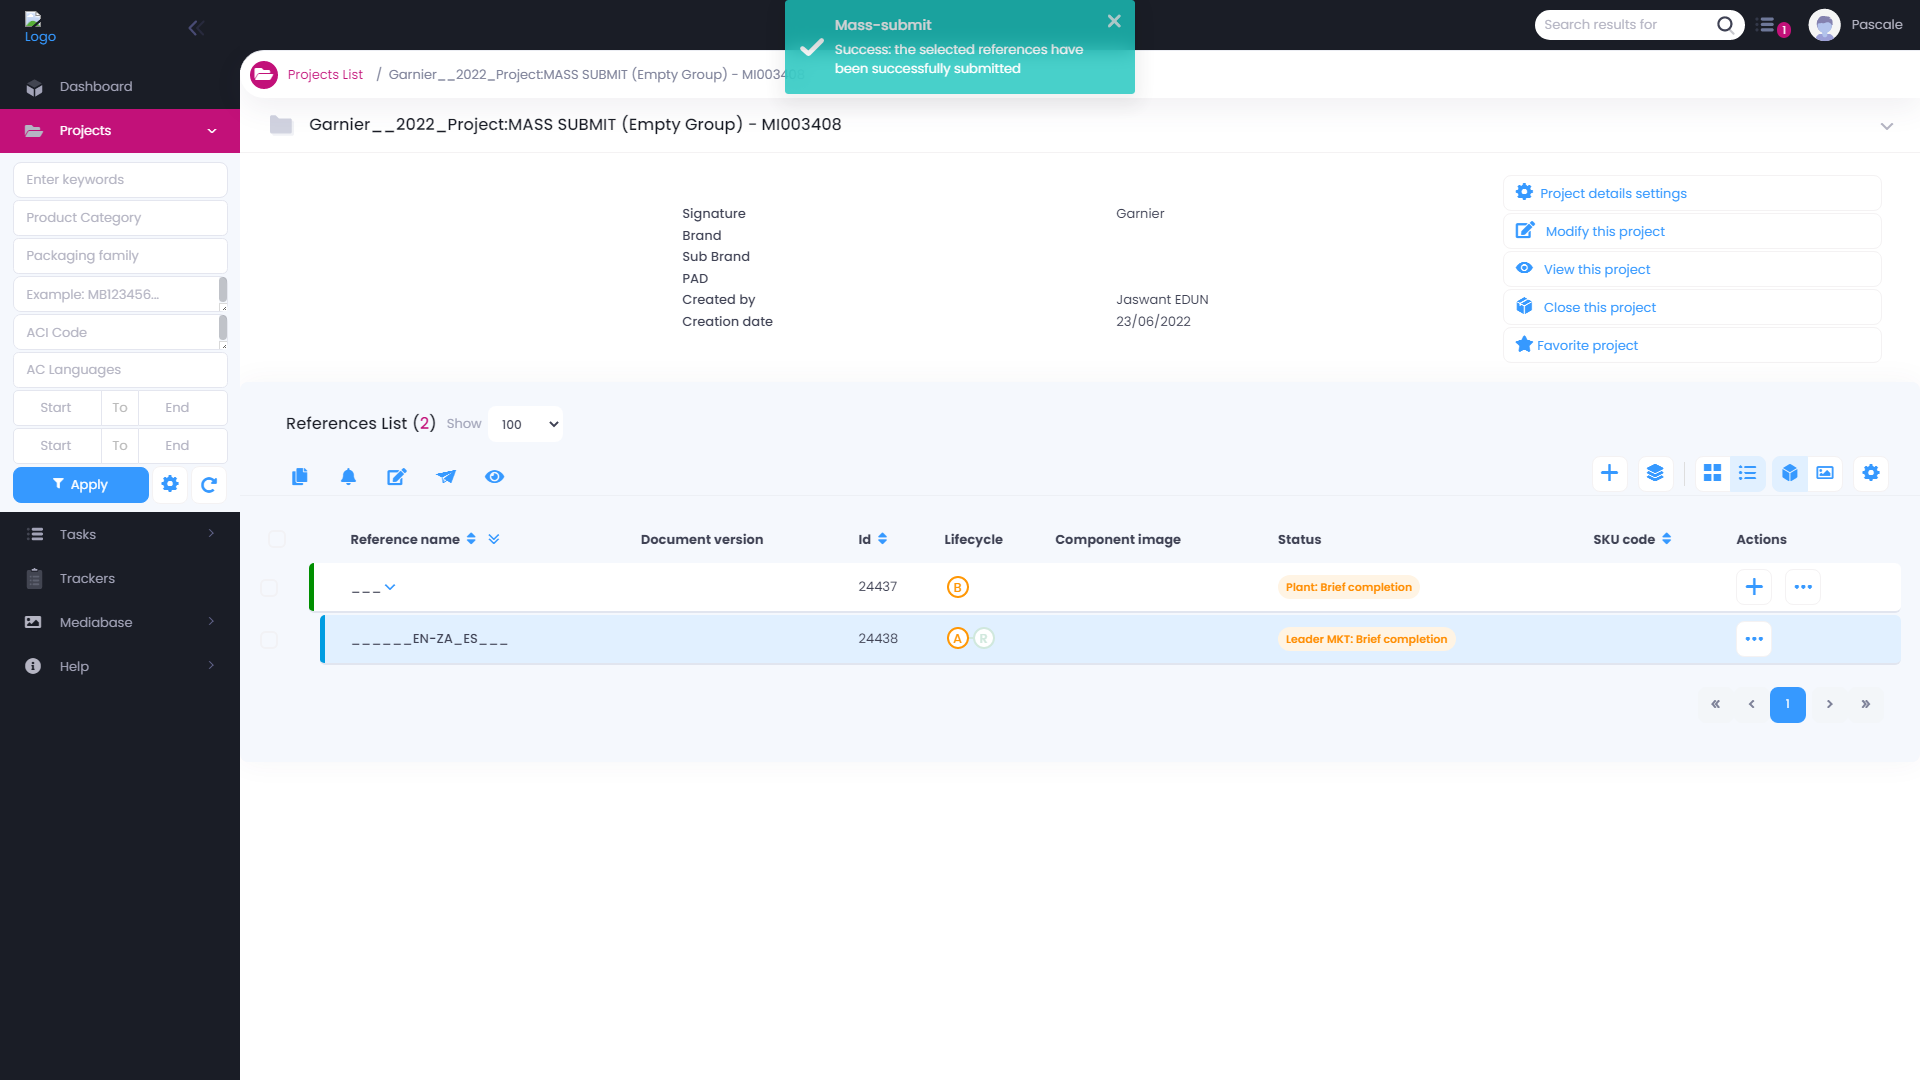 Logo
Mass-submit
Success: the selected references have
been successfully submitted
Search results for
1
Pascale
Projects List / Garnier__2022_Project:MASS SUBMIT (Empty Group) - MI003408
Dashboard
Projects
Garnier__2022_Project:MASS SUBMIT (Empty Group) - MI003408
Enter keywords
Product Category
Packaging family
Example: MB123456...
ACI Code
AC Languages
Start To End
Start To End
Apply
Tasks
Trackers
Mediabase
Help
Signature Garnier
Brand
Sub Brand
PAD
Created by Jaswant EDUN
Creation date 23/06/2022
Project details settings
Modify this project
View this project
Close this project
Favorite project
References List (2) Show 100
Reference name Document version Id Lifecycle Component image Status SKU code Actions
___ 24437 B Plant: Brief completion
______EN-ZA_ES___ 24438 A R Leader MKT: Brief completion
« ‹ 1 › »